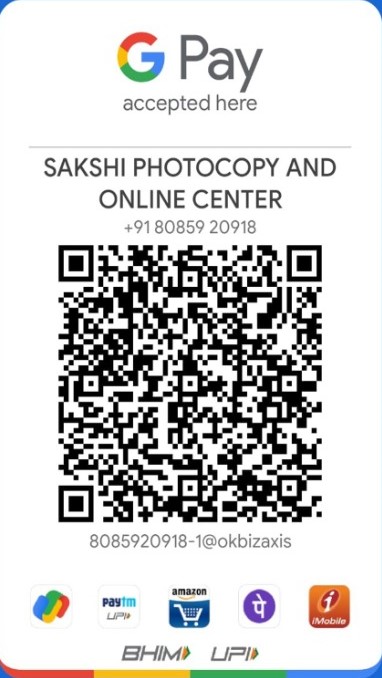 G Pay
accepted here
SAKSHI PHOTOCOPY AND
ONLINE CENTER
+91 80859 20918
8085920918-1@okbizaxis
paytm
UPI
amazon
पे
i
iMobile
BHIM UPI